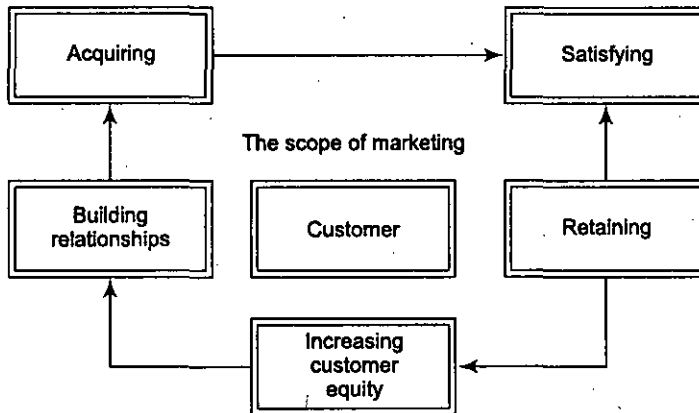 Acquiring
Satisfying
The scope of marketing
Building
relationships
Customer
Retaining
Increasing
customer
equity